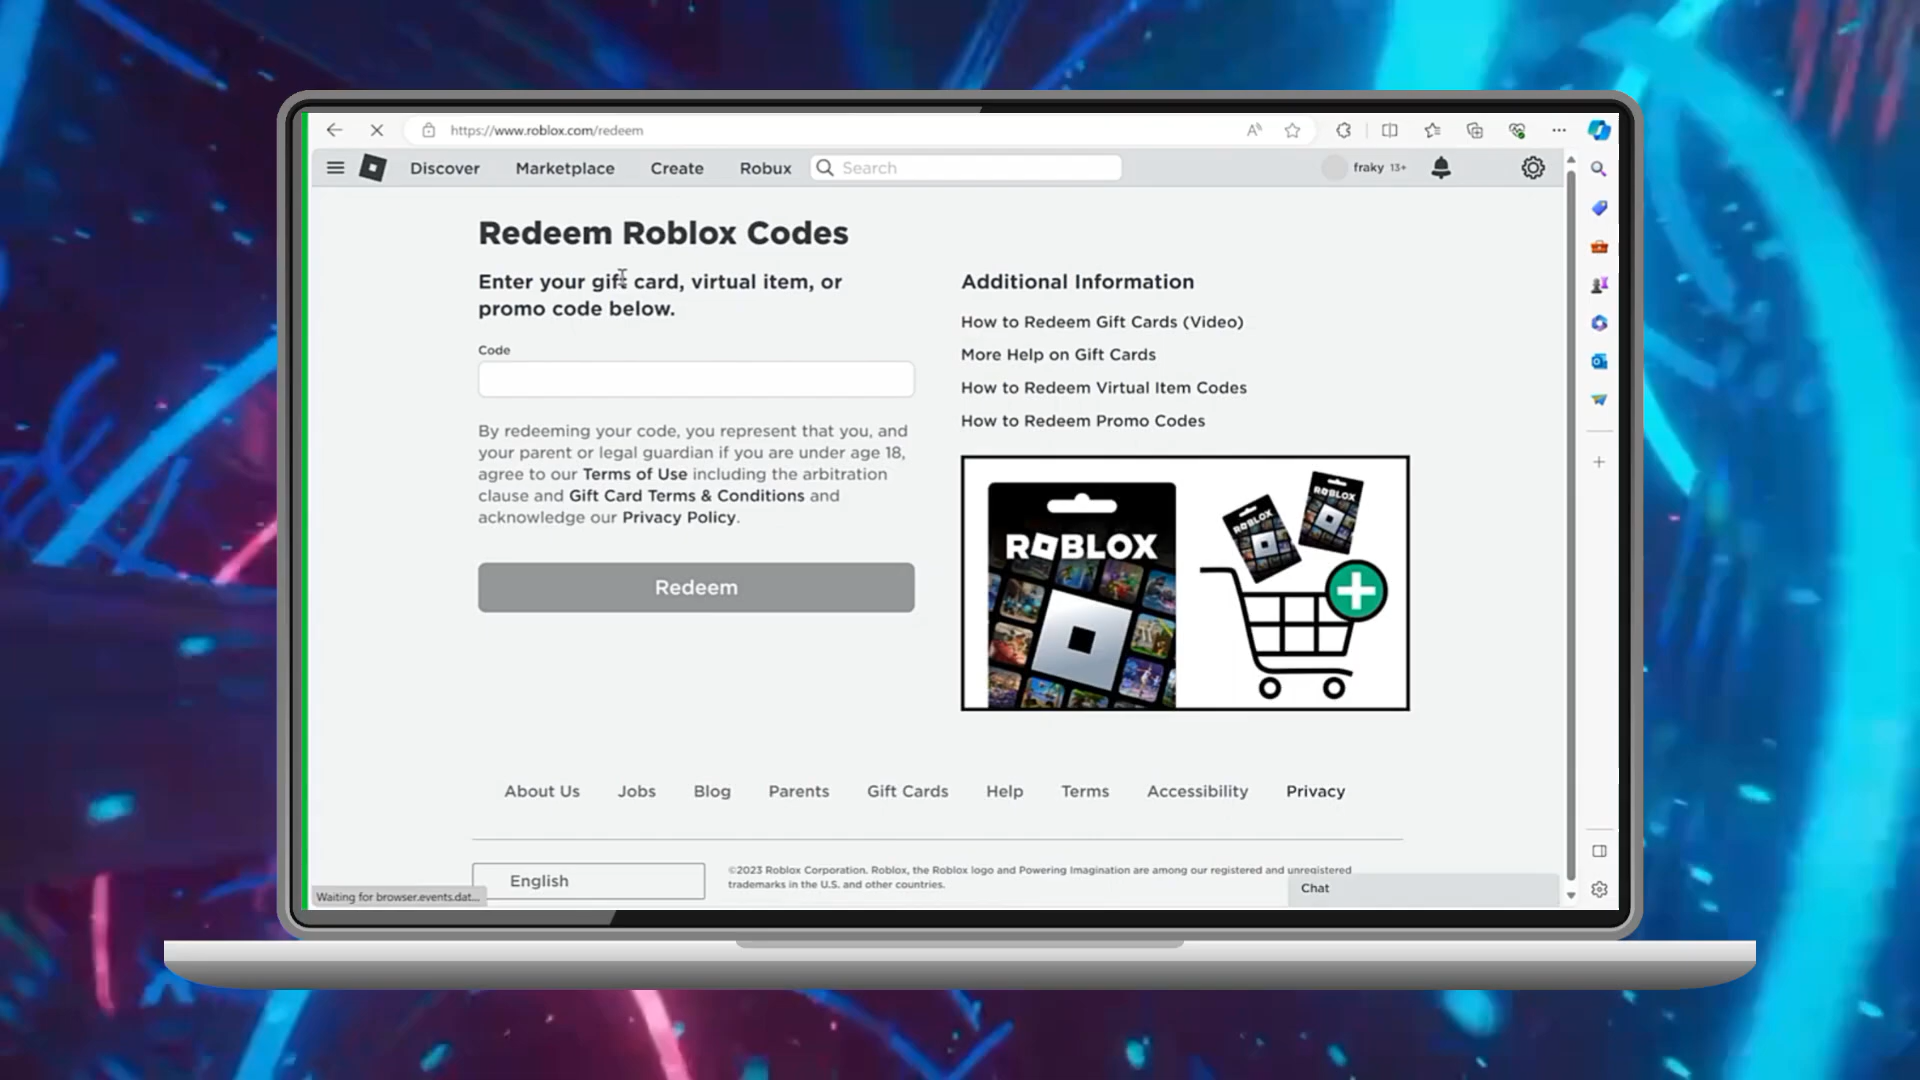 https://www.roblox.com/redeem
Discover
Marketplace
Create
Robux
Search
fraky 13+
Redeem Roblox Codes
Enter your gift card, virtual item, or
promo code below.
Code
By redeeming your code, you represent that you, and
your parent or legal guardian if you are under age 18,
agree to our Terms of Use including the arbitration
clause and Gift Card Terms & Conditions and
acknowledge our Privacy Policy.
Redeem
Additional Information
How to Redeem Gift Cards (Video)
More Help on Gift Cards
How to Redeem Virtual Item Codes
How to Redeem Promo Codes
ROBLOX
ROBLOX
ROBLOX
About Us
Jobs
Blog
Parents
Gift Cards
Help
Terms
Accessibility
Privacy
English
©2023 Roblox Corporation. Roblox, the Roblox logo and Powering Imagination are among our registered and unregistered
trademarks in the U.S. and other countries.
Chat
Waiting for browser.events.dat...